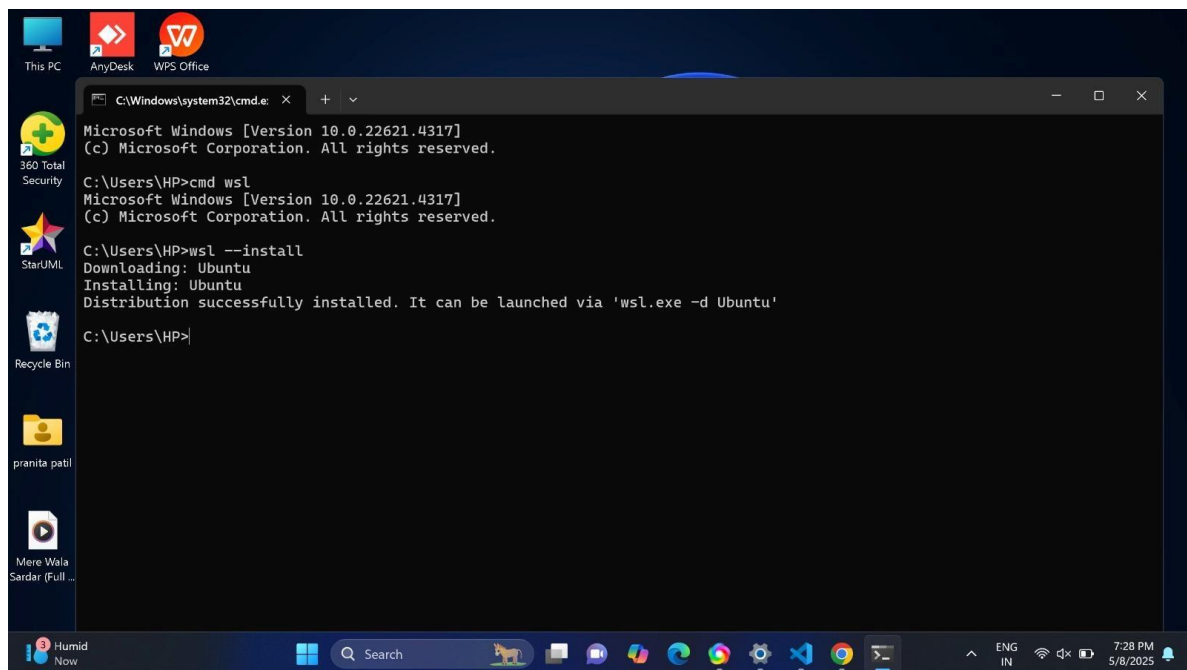 This PC
AnyDesk
WPS Office
C:\Windows\system32\cmd.e:
Microsoft Windows [Version 10.0.22621.4317]
(c) Microsoft Corporation. All rights reserved.
C:\Users\HP>cmd wsl
Microsoft Windows [Version 10.0.22621.4317]
(c) Microsoft Corporation. All rights reserved.
C:\Users\HP>wsl --install
Downloading: Ubuntu
Installing: Ubuntu
Distribution successfully installed. It can be launched via 'wsl.exe -d Ubuntu'
C:\Users\HP>
360 Total
Security
StarUML
Recycle Bin
pranita patil
Mere Wala
Sardar (Full ...
3
Humid
Now
Search
ENG
IN
7:28 PM
5/8/2025